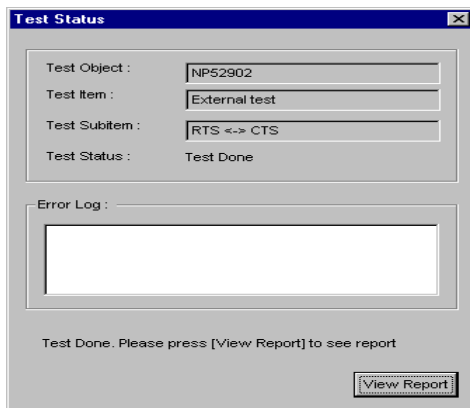 Test Status
Test Object : NP52902
Test Item : External test
Test Subitem : RTS <-> CTS
Test Status : Test Done
Error Log :
Test Done. Please press [View Report] to see report
View Report